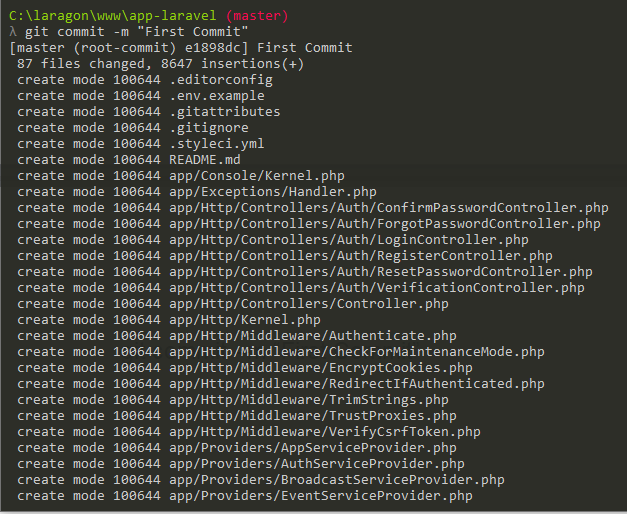 C:\laragon\www\app-laravel (master)
λ git commit -m "First Commit"
[master (root-commit) e1898dc] First Commit
 87 files changed, 8647 insertions(+)
 create mode 100644 .editorconfig
 create mode 100644 .env.example
 create mode 100644 .gitattributes
 create mode 100644 .gitignore
 create mode 100644 .styleci.yml
 create mode 100644 README.md
 create mode 100644 app/Console/Kernel.php
 create mode 100644 app/Exceptions/Handler.php
 create mode 100644 app/Http/Controllers/Auth/ConfirmPasswordController.php
 create mode 100644 app/Http/Controllers/Auth/ForgotPasswordController.php
 create mode 100644 app/Http/Controllers/Auth/LoginController.php
 create mode 100644 app/Http/Controllers/Auth/RegisterController.php
 create mode 100644 app/Http/Controllers/Auth/ResetPasswordController.php
 create mode 100644 app/Http/Controllers/Auth/VerificationController.php
 create mode 100644 app/Http/Controllers/Controller.php
 create mode 100644 app/Http/Kernel.php
 create mode 100644 app/Http/Middleware/Authenticate.php
 create mode 100644 app/Http/Middleware/CheckForMaintenanceMode.php
 create mode 100644 app/Http/Middleware/EncryptCookies.php
 create mode 100644 app/Http/Middleware/RedirectIfAuthenticated.php
 create mode 100644 app/Http/Middleware/TrimStrings.php
 create mode 100644 app/Http/Middleware/TrustProxies.php
 create mode 100644 app/Http/Middleware/VerifyCsrfToken.php
 create mode 100644 app/Providers/AppServiceProvider.php
 create mode 100644 app/Providers/AuthServiceProvider.php
 create mode 100644 app/Providers/BroadcastServiceProvider.php
 create mode 100644 app/Providers/EventServiceProvider.php